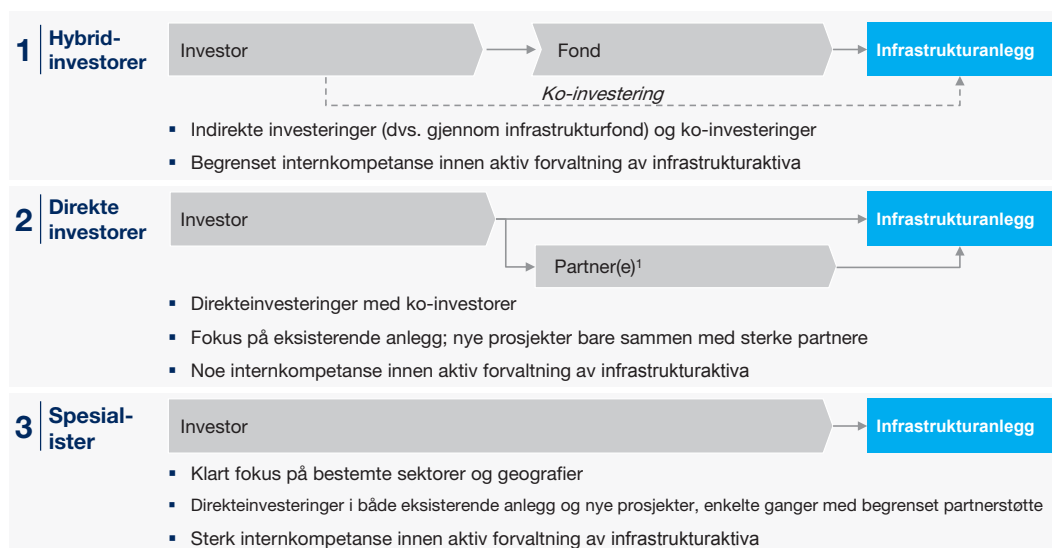 1
Hybrid-
investorer
Investor
Fond
Infrastrukturanlegg
Ko-investering
▪ Indirekte investeringer (dvs. gjennom infrastrukturfond) og ko-investeringer
▪ Begrenset internkompetanse innen aktiv forvaltning av infrastrukturaktiva
2
Direkte
investorer
Investor
Infrastrukturanlegg
Partner(e)¹
▪ Direkteinvesteringer med ko-investorer
▪ Fokus på eksisterende anlegg; nye prosjekter bare sammen med sterke partnere
▪ Noe internkompetanse innen aktiv forvaltning av infrastrukturaktiva
3
Spesial-
ister
Investor
Infrastrukturanlegg
▪ Klart fokus på bestemte sektorer og geografier
▪ Direkteinvesteringer i både eksisterende anlegg og nye prosjekter, enkelte ganger med begrenset partnerstøtte
▪ Sterk internkompetanse innen aktiv forvaltning av infrastrukturaktiva